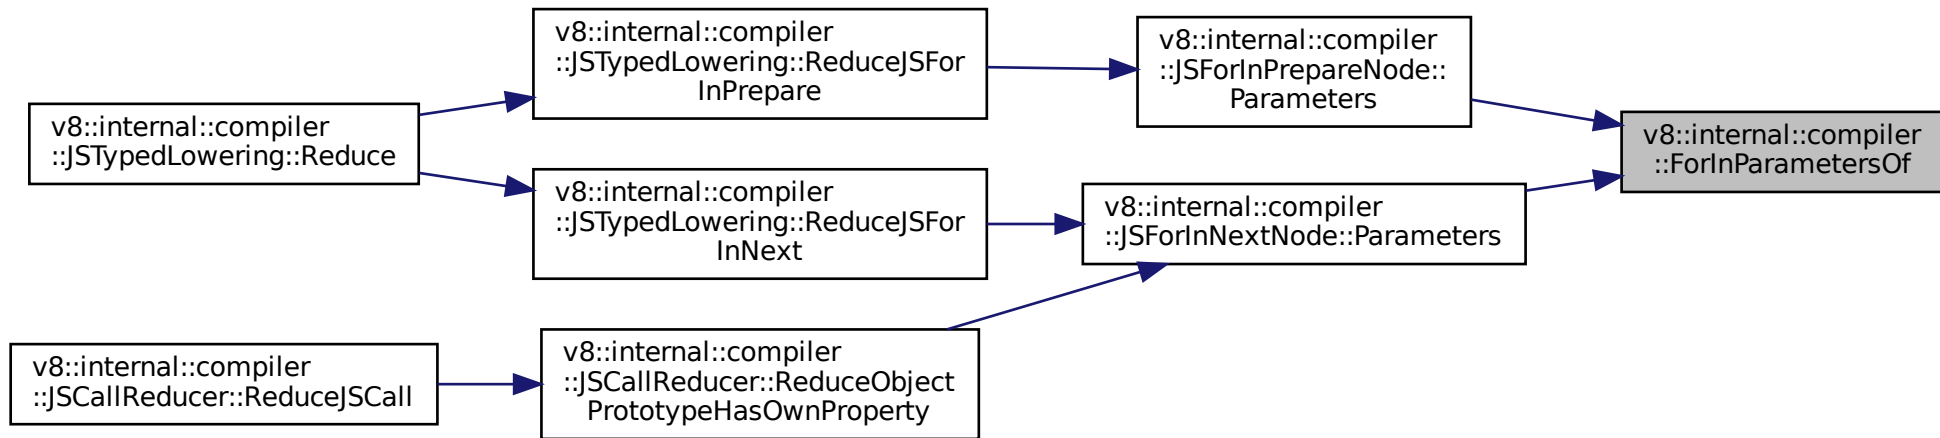 v8::internal::compiler
::JSTypedLowering::Reduce
v8::internal::compiler
::JSTypedLowering::ReduceJSFor
InPrepare
v8::internal::compiler
::JSForInPrepareNode::
Parameters
v8::internal::compiler
::ForInParametersOf
v8::internal::compiler
::JSTypedLowering::ReduceJSFor
InNext
v8::internal::compiler
::JSForInNextNode::Parameters
v8::internal::compiler
::JSCallReducer::ReduceJSCall
v8::internal::compiler
::JSCallReducer::ReduceObject
PrototypeHasOwnProperty